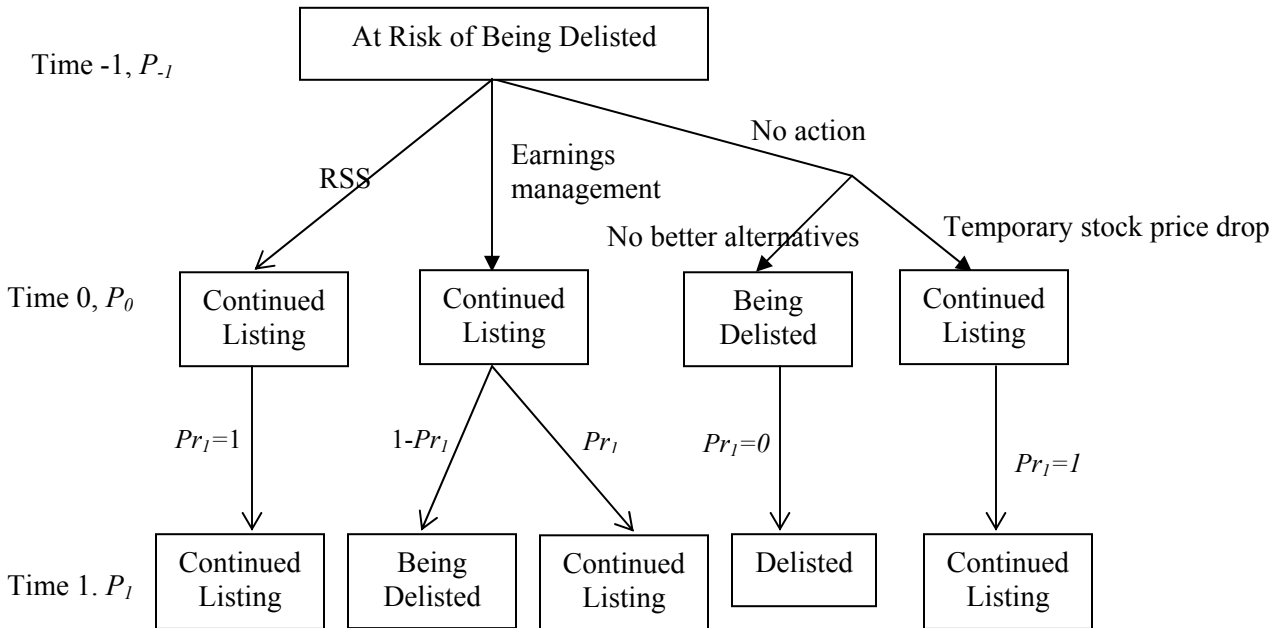 At Risk of Being Delisted
Time -1, P-1
No action
Earnings
management
RSS
No better alternatives
Temporary stock price drop
Time 0, P0
Continued
Listing
Continued
Listing
Being
Delisted
Continued
Listing
Pr1=1
1-Pr1
Pr1
Pr1=0
Pr1=1
Time 1. P1
Continued
Listing
Being
Delisted
Continued
Listing
Delisted
Continued
Listing